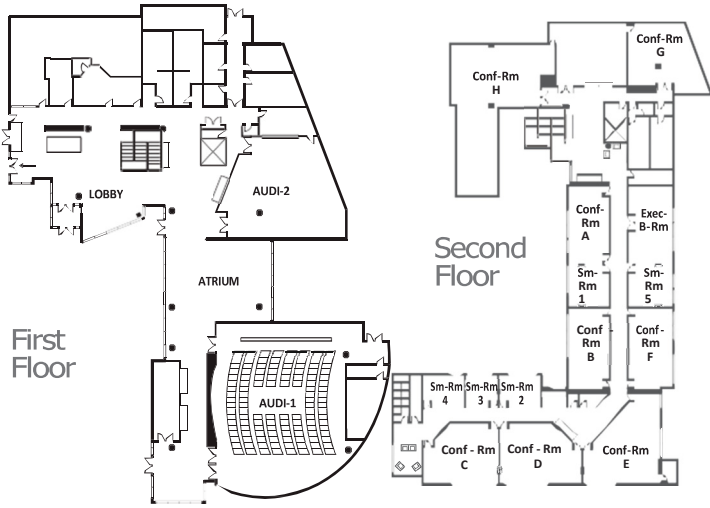 LOBBY
AUDI-2
ATRIUM
First
Floor
AUDI-1
Conf-Rm
G
Conf-Rm
H
Conf-
Rm
A
Exec-
B-Rm
Second
Floor
Sm-
Rm
1
Sm-
Rm
5
Conf
Rm
B
Conf-
Rm
F
Sm-Rm
4
Sm-Rm
3
Sm-Rm
2
Conf - Rm
C
Conf - Rm
D
Conf-Rm
E